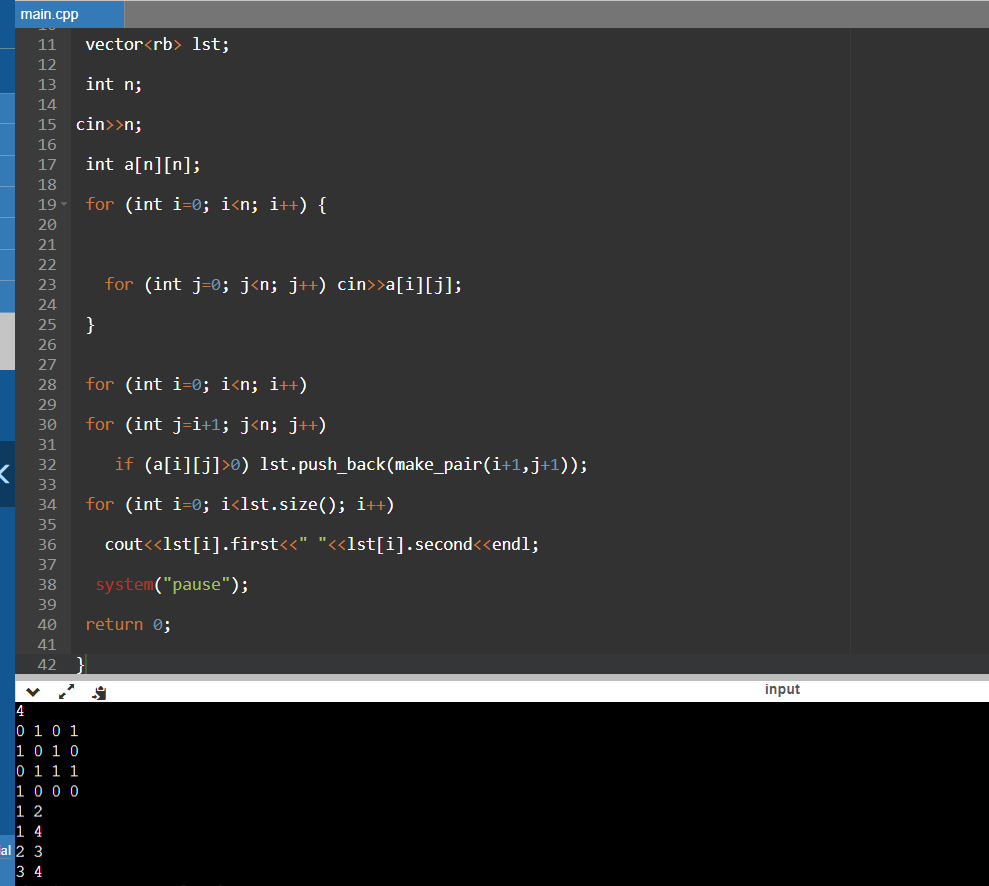 main.cpp
11 vector<rb> lst;
12
13 int n;
14
15 cin>>n;
16
17 int a[n][n];
18
19 for (int i=0; i<n; i++) {
20
21
22
23 for (int j=0; j<n; j++) cin>>a[i][j];
24
25 }
26
27
28 for (int i=0; i<n; i++)
29
30 for (int j=i+1; j<n; j++)
31
32 if (a[i][j]>0) lst.push_back(make_pair(i+1,j+1));
33
34 for (int i=0; i<lst.size(); i++)
35
36 cout<<lst[i].first<<" "<<lst[i].second<<endl;
37
38 system("pause");
39
40 return 0;
41
42 }
input
4
0 1 0 1
1 0 1 0
0 1 1 1
1 0 0 0
1 2
1 4
al
2 3
3 4